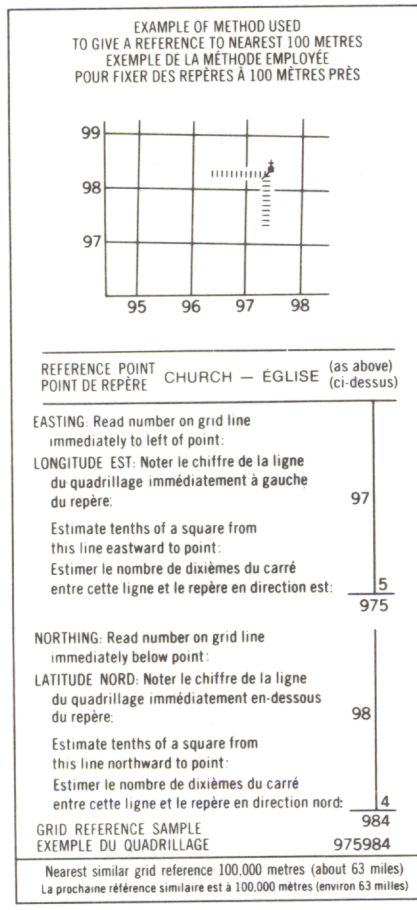 EXAMPLE OF METHOD USED
TO GIVE A REFERENCE TO NEAREST 100 METRES
EXEMPLE DE LA MÉTHODE EMPLOYÉE
POUR FIXER DES REPÈRES À 100 MÈTRES PRÈS
99
98
97
95 96 97 98
REFERENCE POINT CHURCH — ÉGLISE (as above)
POINT DE REPÈRE (ci-dessus)
EASTING: Read number on grid line
immediately to left of point:
LONGITUDE EST: Noter le chiffre de la ligne
du quadrillage immédiatement à gauche
du repère: 97
Estimate tenths of a square from
this line eastward to point:
Estimer le nombre de dixièmes du carré
entre cette ligne et le repère en direction est: 5
975
NORTHING: Read number on grid line
immediately below point:
LATITUDE NORD: Noter le chiffre de la ligne
du quadrillage immédiatement en-dessous
du repère: 98
Estimate tenths of a square from
this line northward to point:
Estimer le nombre de dixièmes du carré
entre cette ligne et le repère en direction nord: 4
984
GRID REFERENCE SAMPLE
EXEMPLE DU QUADRILLAGE 975984
Nearest similar grid reference 100,000 metres (about 63 miles)
La prochaine référence similaire est à 100,000 mètres (environ 63 milles)